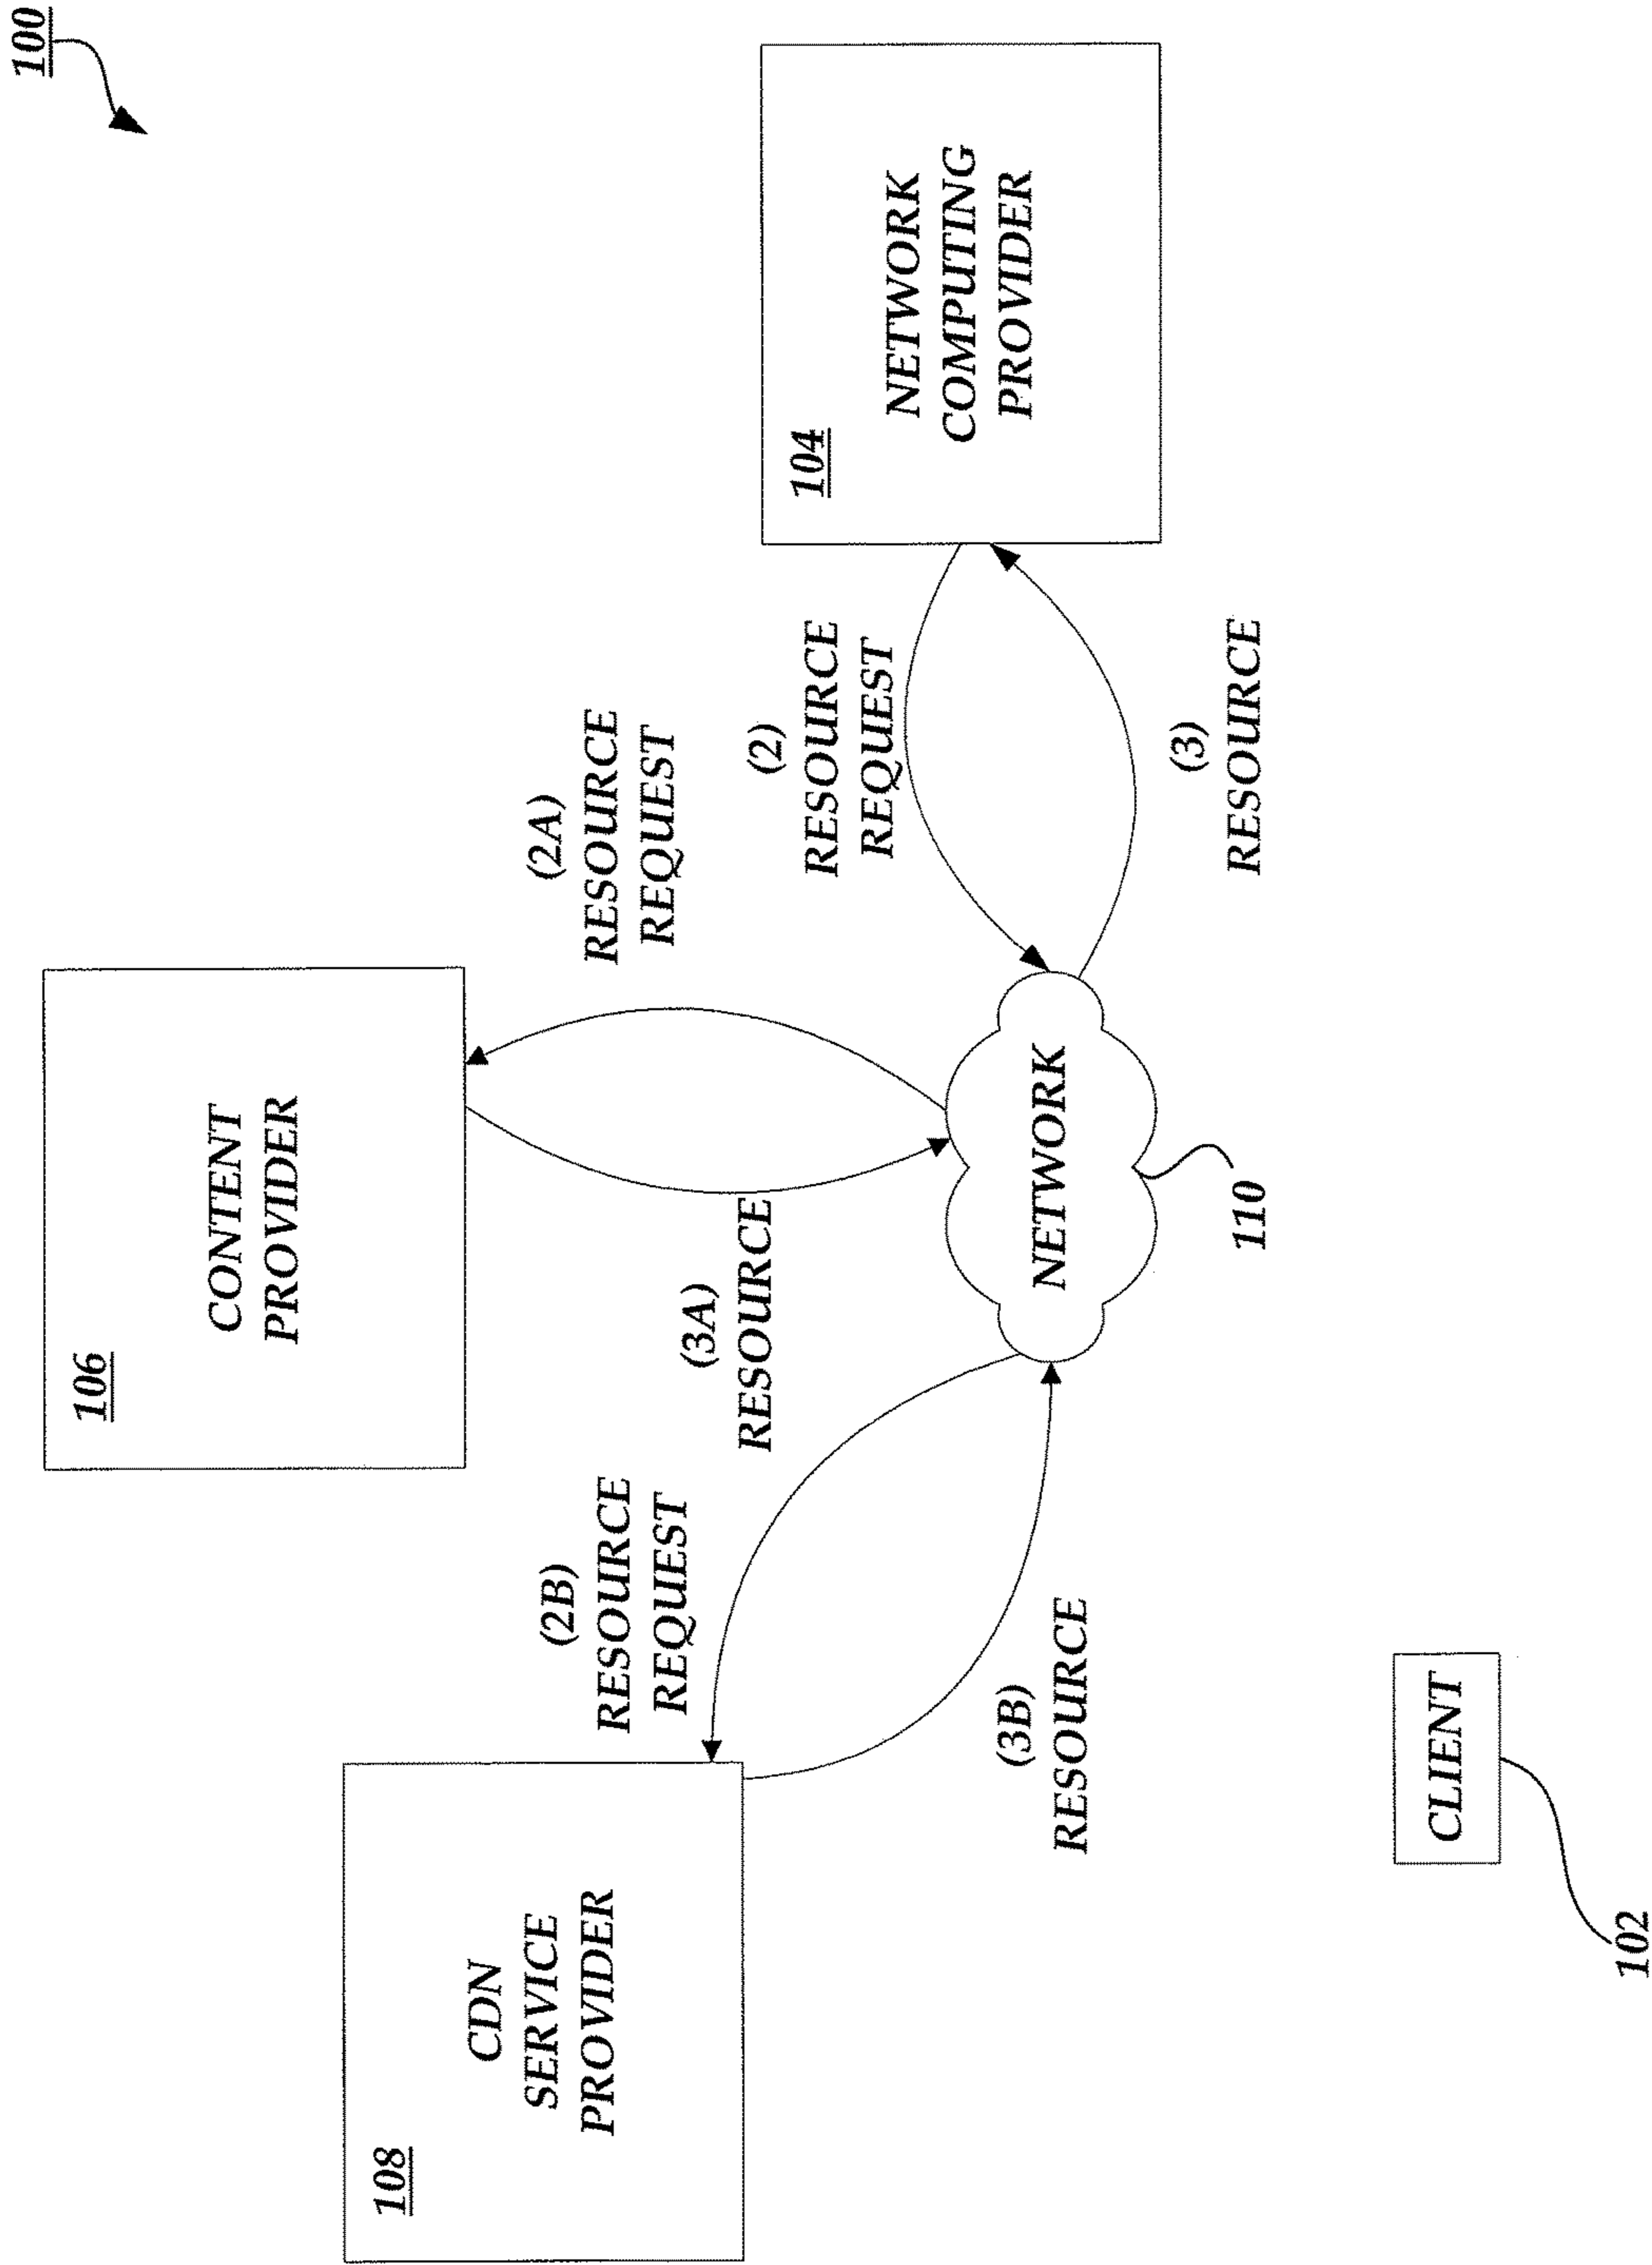 100
106
CONTENT
PROVIDER
108
CDN
SERVICE
PROVIDER
(2B)
RESOURCE
REQUEST
(3A)
RESOURCE
(2A)
RESOURCE
REQUEST
(2)
RESOURCE
REQUEST
104
NETWORK
COMPUTING
PROVIDER
(3B)
RESOURCE
NETWORK
110
(3)
RESOURCE
CLIENT
102